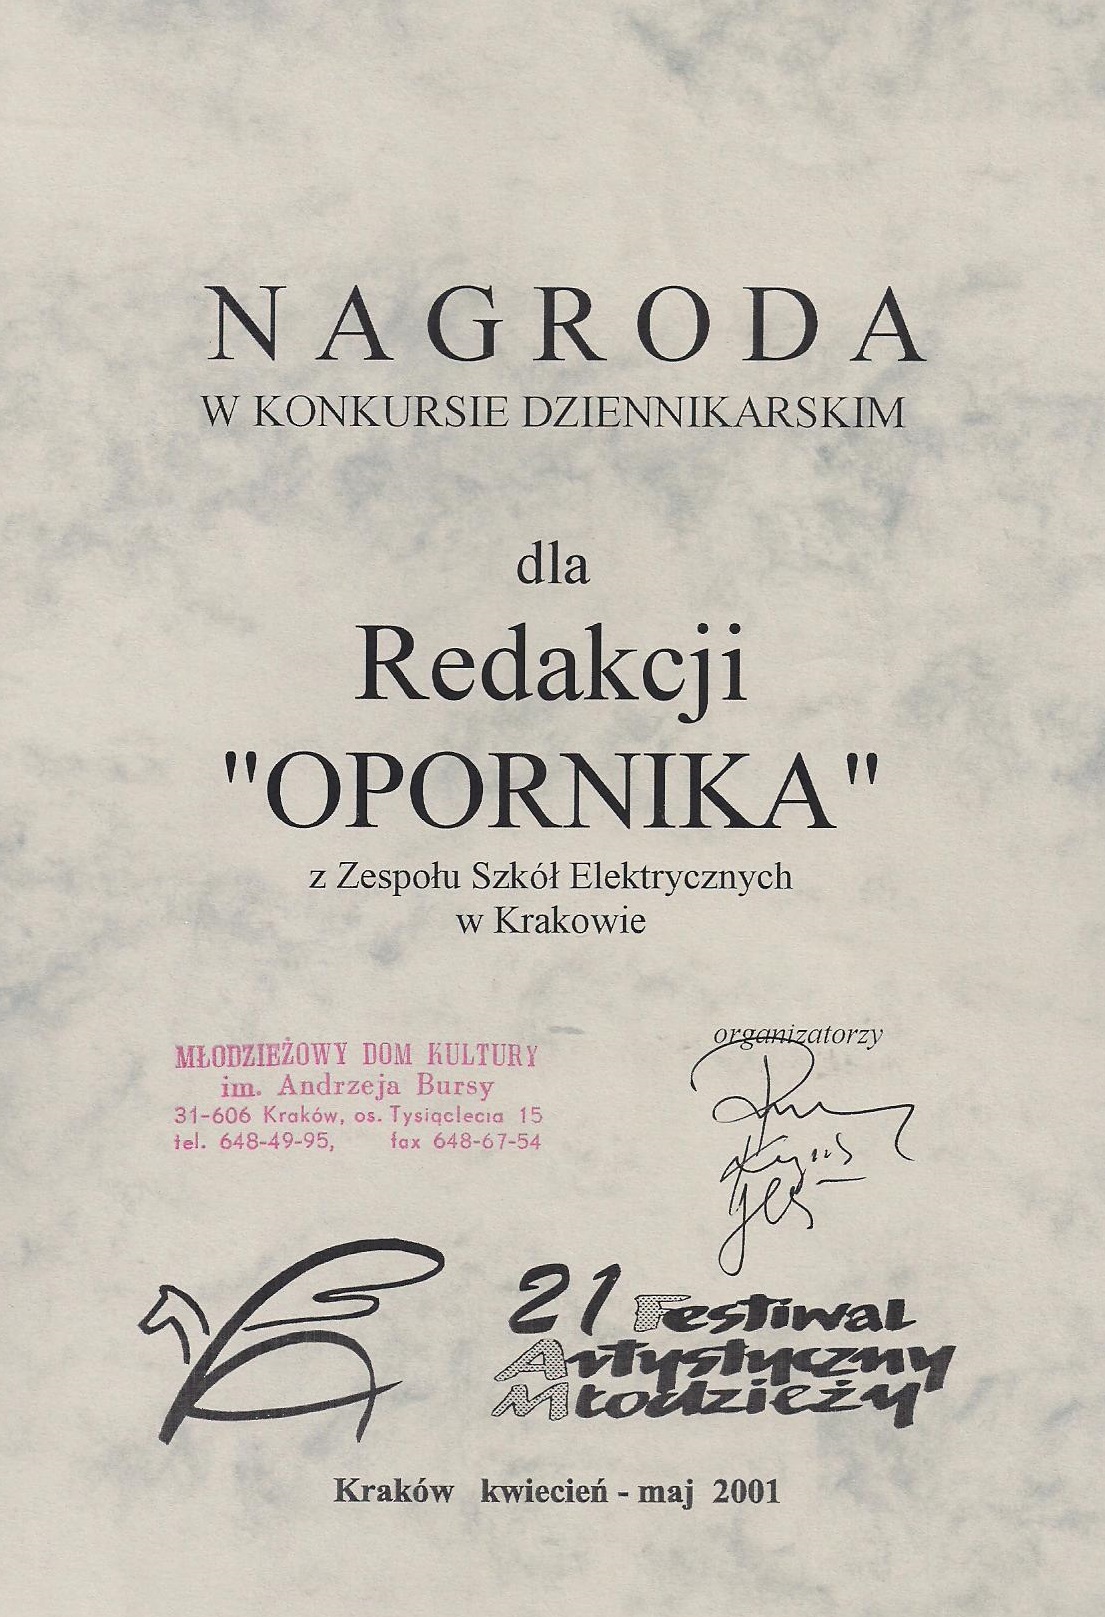 NAGRODA
W KONKURSIE DZIENNIKARSKIM
dla
Redakcji
"OPORNIKA"
z Zespołu Szkół Elektrycznych
w Krakowie
MŁODZIEŻOWY DOM KULTURY
im. Andrzeja Bursy
31-606 Kraków, os. Tysiąclecia 15
tel. 648-49-95, fax 648-67-54
organizatorzy
21 Festiwal
Artystyczny
Młodzieży
Kraków kwiecień - maj 2001